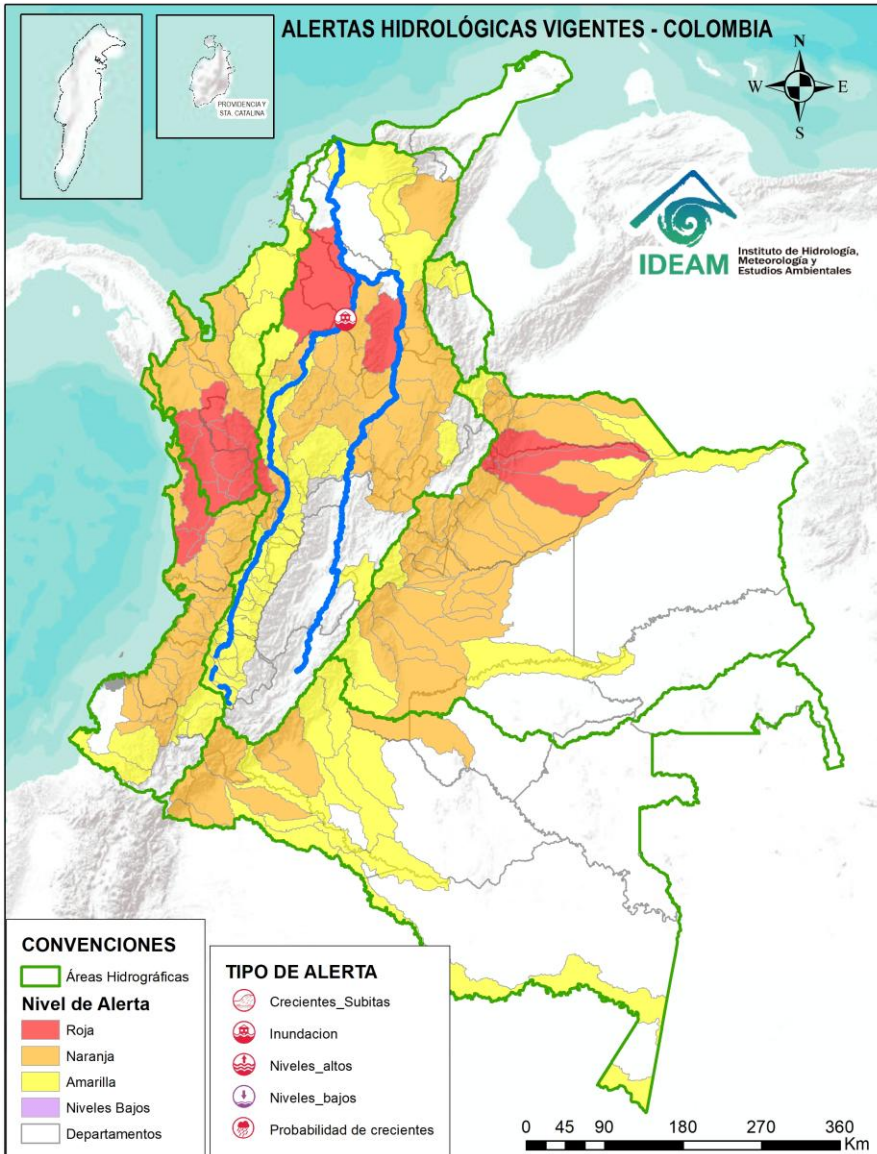 ALERTAS HIDROLÓGICAS VIGENTES - COLOMBIA
PROVIDENCIA Y
STA. CATALINA
N
W
E
S
IDEAM
Instituto de Hidrología,
Meteorología y
Estudios Ambientales
CONVENCIONES
Áreas Hidrográficas
Nivel de Alerta
Roja
Naranja
Amarilla
Niveles Bajos
Departamentos
TIPO DE ALERTA
Crecientes_Subitas
Inundacion
Niveles_altos
Niveles_bajos
Probabilidad de crecientes
0 45 90 180 270 360
Km